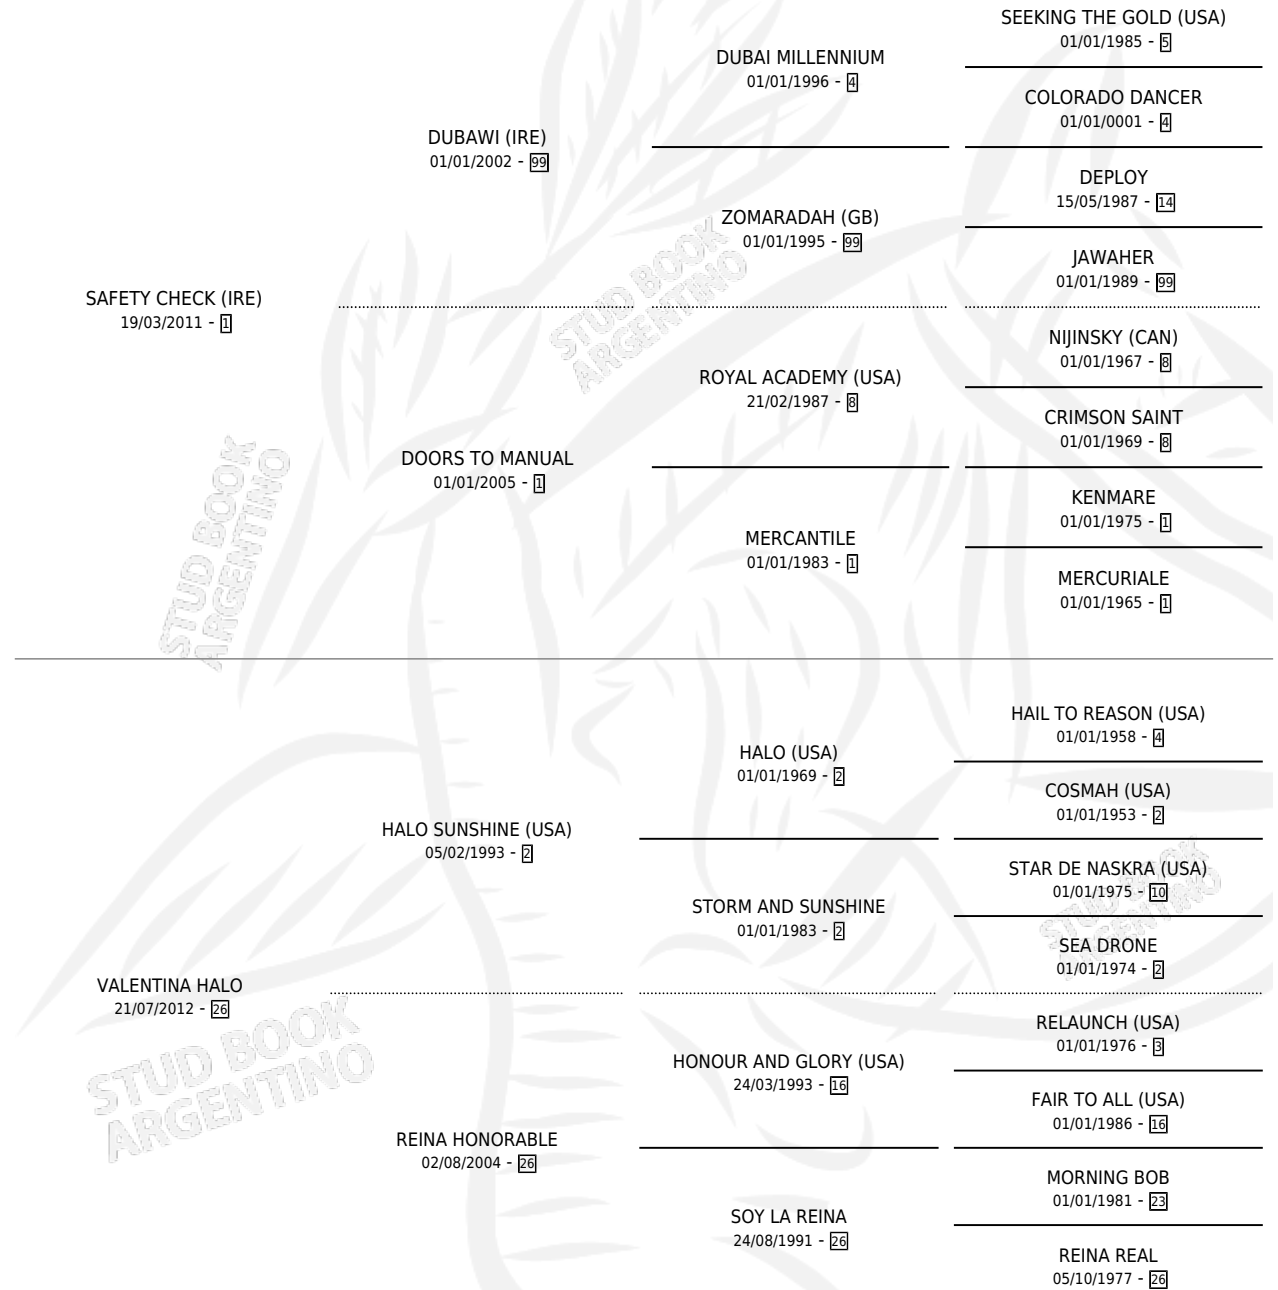 SEEKING THE GOLD (USA)
01/01/1985 - 5
DUBAI MILLENNIUM
01/01/1996 - 4
COLORADO DANCER
01/01/0001 - 4
DUBAWI (IRE)
01/01/2002 - 99
DEPLOY
15/05/1987 - 14
ZOMARADAH (GB)
01/01/1995 - 99
JAWAHER
01/01/1989 - 99
SAFETY CHECK (IRE)
19/03/2011 - 1
NIJINSKY (CAN)
01/01/1967 - 8
ROYAL ACADEMY (USA)
21/02/1987 - 8
CRIMSON SAINT
01/01/1969 - 8
DOORS TO MANUAL
01/01/2005 - 1
KENMARE
01/01/1975 - 1
MERCANTILE
01/01/1983 - 1
MERCURIALE
01/01/1965 - 1
HAIL TO REASON (USA)
01/01/1958 - 4
HALO (USA)
01/01/1969 - 2
COSMAH (USA)
01/01/1953 - 2
HALO SUNSHINE (USA)
05/02/1993 - 2
STAR DE NASKRA (USA)
01/01/1975 - 10
STORM AND SUNSHINE
01/01/1983 - 2
SEA DRONE
01/01/1974 - 2
VALENTINA HALO
21/07/2012 - 26
RELAUNCH (USA)
01/01/1976 - 3
HONOUR AND GLORY (USA)
24/03/1993 - 16
FAIR TO ALL (USA)
01/01/1986 - 16
REINA HONORABLE
02/08/2004 - 26
MORNING BOB
01/01/1981 - 23
SOY LA REINA
24/08/1991 - 26
REINA REAL
05/10/1977 - 26
STUD BOOK
ARGENTINO
STUD BOOK
ARGENTINO
STUD BOOK
ARGENTINO
STUD BOOK
ARGENTINO